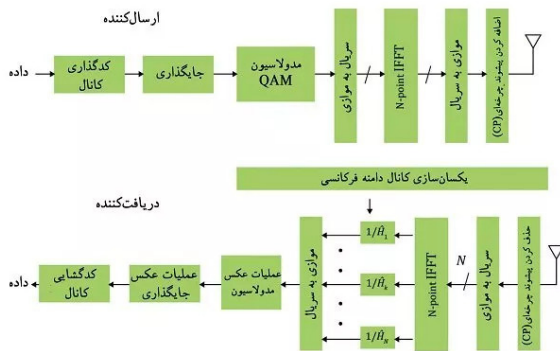 ارسال‌کننده
داده
کدگذاری
کانال
جایگذاری
مدولاسیون
QAM
سریال به موازی
N-point IFFT
موازی به سریال
اضافه کردن پیشوند چرخه‌ای(CP)
یکسان‌سازی کانال دامنه فرکانسی
دریافت‌کننده
حذف کردن پیشوند چرخه‌ای(CP)
سریال به موازی
N
N-point IFFT
1/Ĥ₁
1/Ĥₖ
1/Ĥ_N
موازی به سریال
عملیات عکس
مدولاسیون
عملیات عکس
جایگذاری
کدگشایی
کانال
داده